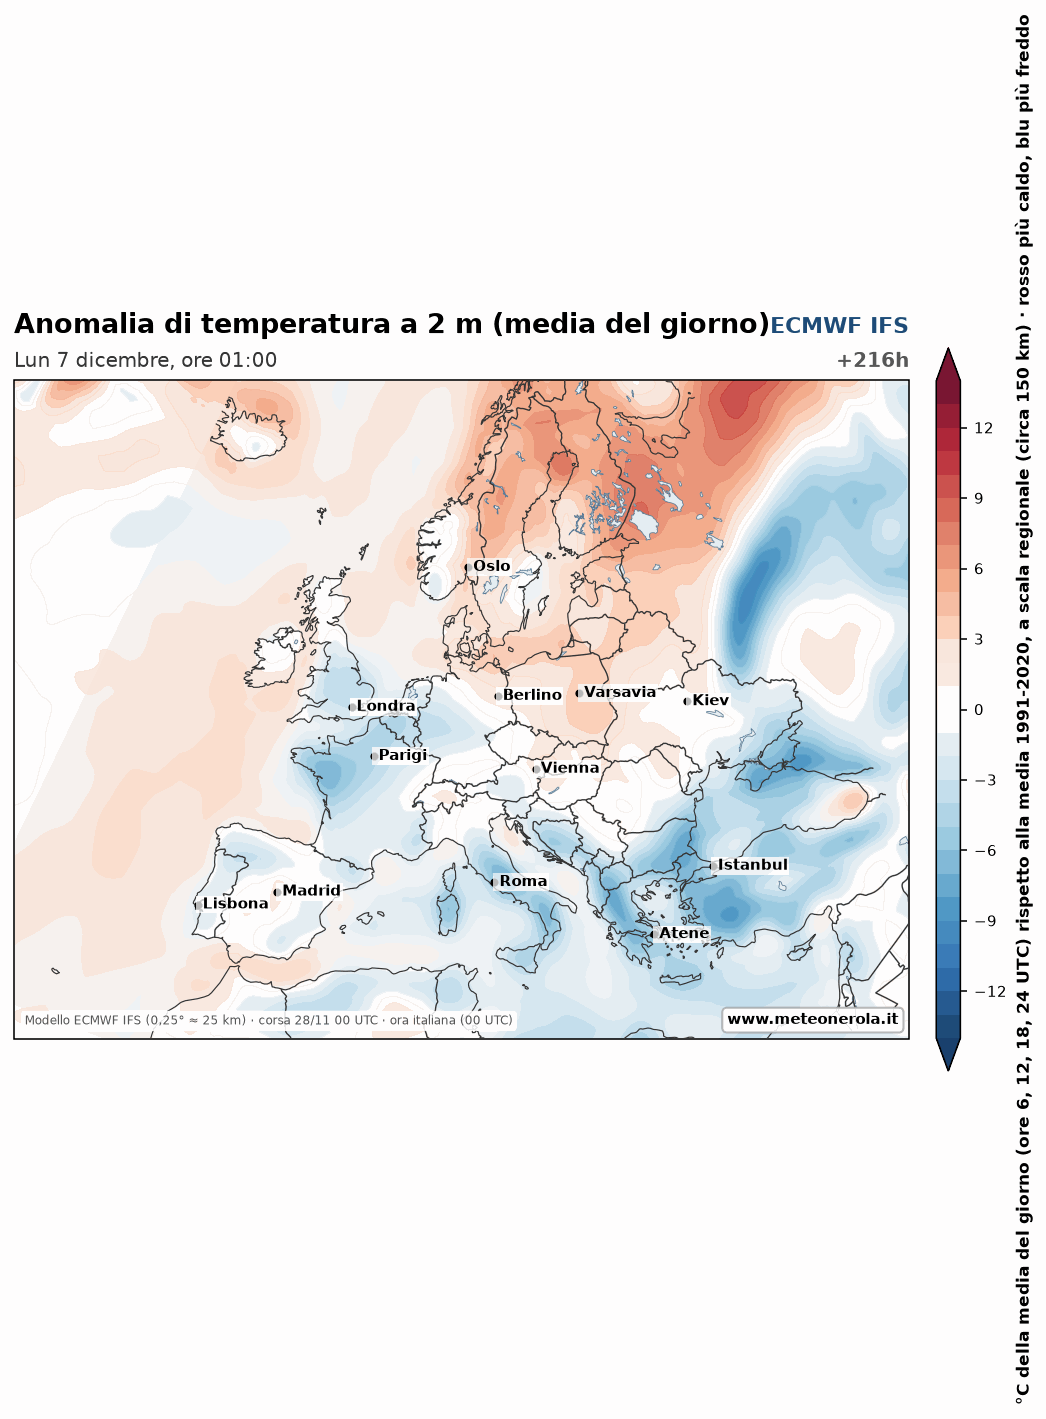 Anomalia di temperatura a 2 m (media del giorno)
ECMWF IFS
Lun 7 dicembre, ore 01:00
+216h
Oslo
Berlino
Varsavia
Kiev
Londra
Parigi
Vienna
Istanbul
Roma
Madrid
Lisbona
Atene
Modello ECMWF IFS (0,25° ≈ 25 km) · corsa 28/11 00 UTC · ora italiana (00 UTC)
www.meteonerola.it
12
9
6
3
0
−3
−6
−9
−12
°C della media del giorno (ore 6, 12, 18, 24 UTC) rispetto alla media 1991-2020, a scala regionale (circa 150 km) · rosso più caldo, blu più freddo